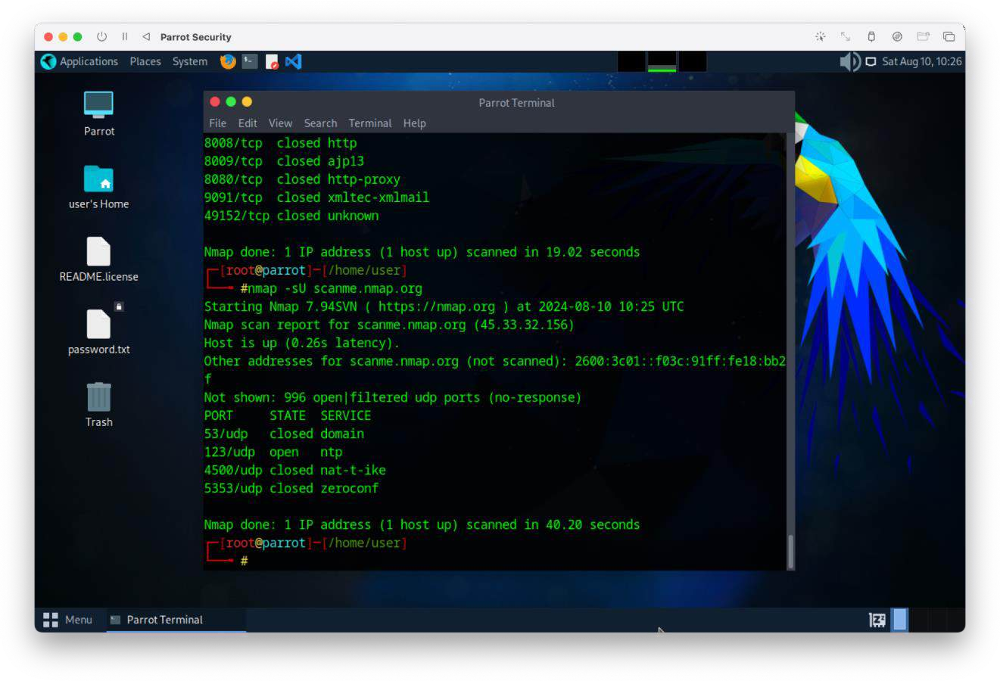 Parrot Security
Applications Places System
Sat Aug 10, 10:26
Parrot
user's Home
README.license
password.txt
Trash
Parrot Terminal
File Edit View Search Terminal Help
8008/tcp closed http
8009/tcp closed ajp13
8080/tcp closed http-proxy
9091/tcp closed xmltec-xmlmail
49152/tcp closed unknown
Nmap done: 1 IP address (1 host up) scanned in 19.02 seconds
[root@parrot]-[/home/user]
#nmap -sU scanme.nmap.org
Starting Nmap 7.94SVN ( https://nmap.org ) at 2024-08-10 10:25 UTC
Nmap scan report for scanme.nmap.org (45.33.32.156)
Host is up (0.26s latency).
Other addresses for scanme.nmap.org (not scanned): 2600:3c01::f03c:91ff:fe18:bb2
f
Not shown: 996 open|filtered udp ports (no-response)
PORT STATE SERVICE
53/udp closed domain
123/udp open ntp
4500/udp closed nat-t-ike
5353/udp closed zeroconf
Nmap done: 1 IP address (1 host up) scanned in 40.20 seconds
[root@parrot]-[/home/user]
#
Menu Parrot Terminal